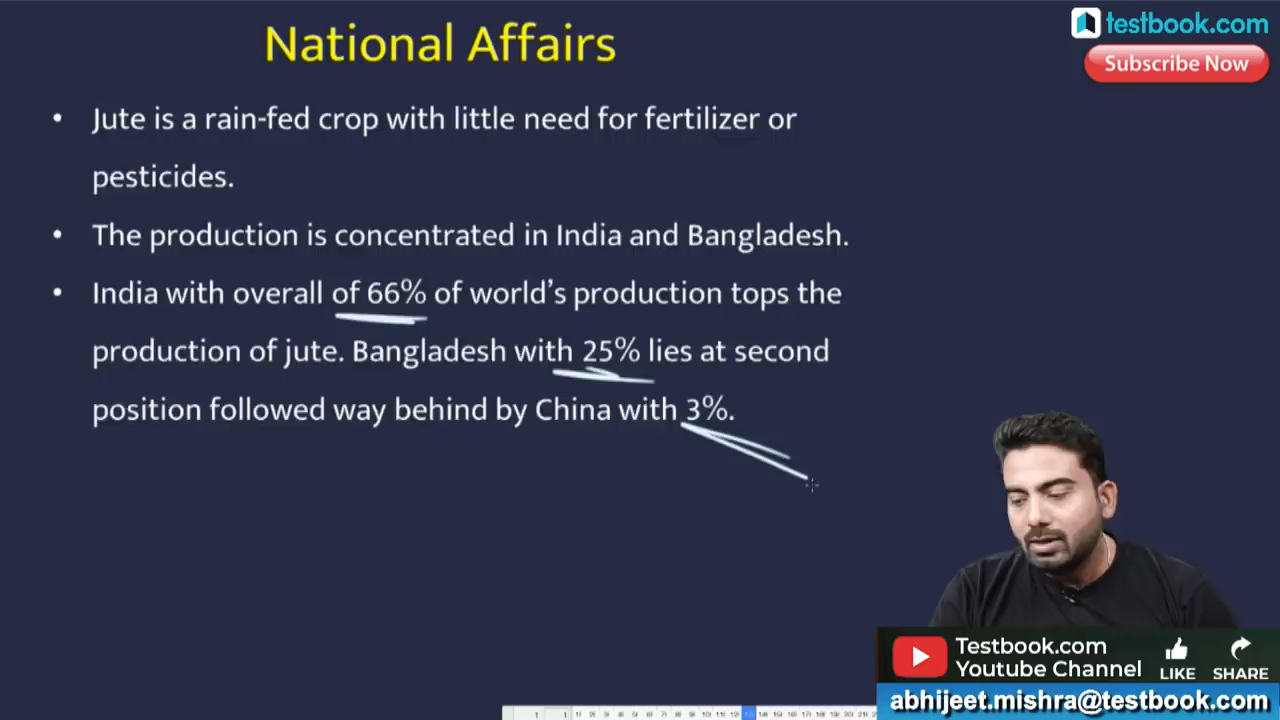 National Affairs
testbook.com
Subscribe Now
• Jute is a rain-fed crop with little need for fertilizer or
pesticides.
• The production is concentrated in India and Bangladesh.
• India with overall of 66% of world's production tops the
production of jute. Bangladesh with 25% lies at second
position followed way behind by China with 3%.
Testbook.com
Youtube Channel
LIKE
SHARE
abhijeet.mishra@testbook.com